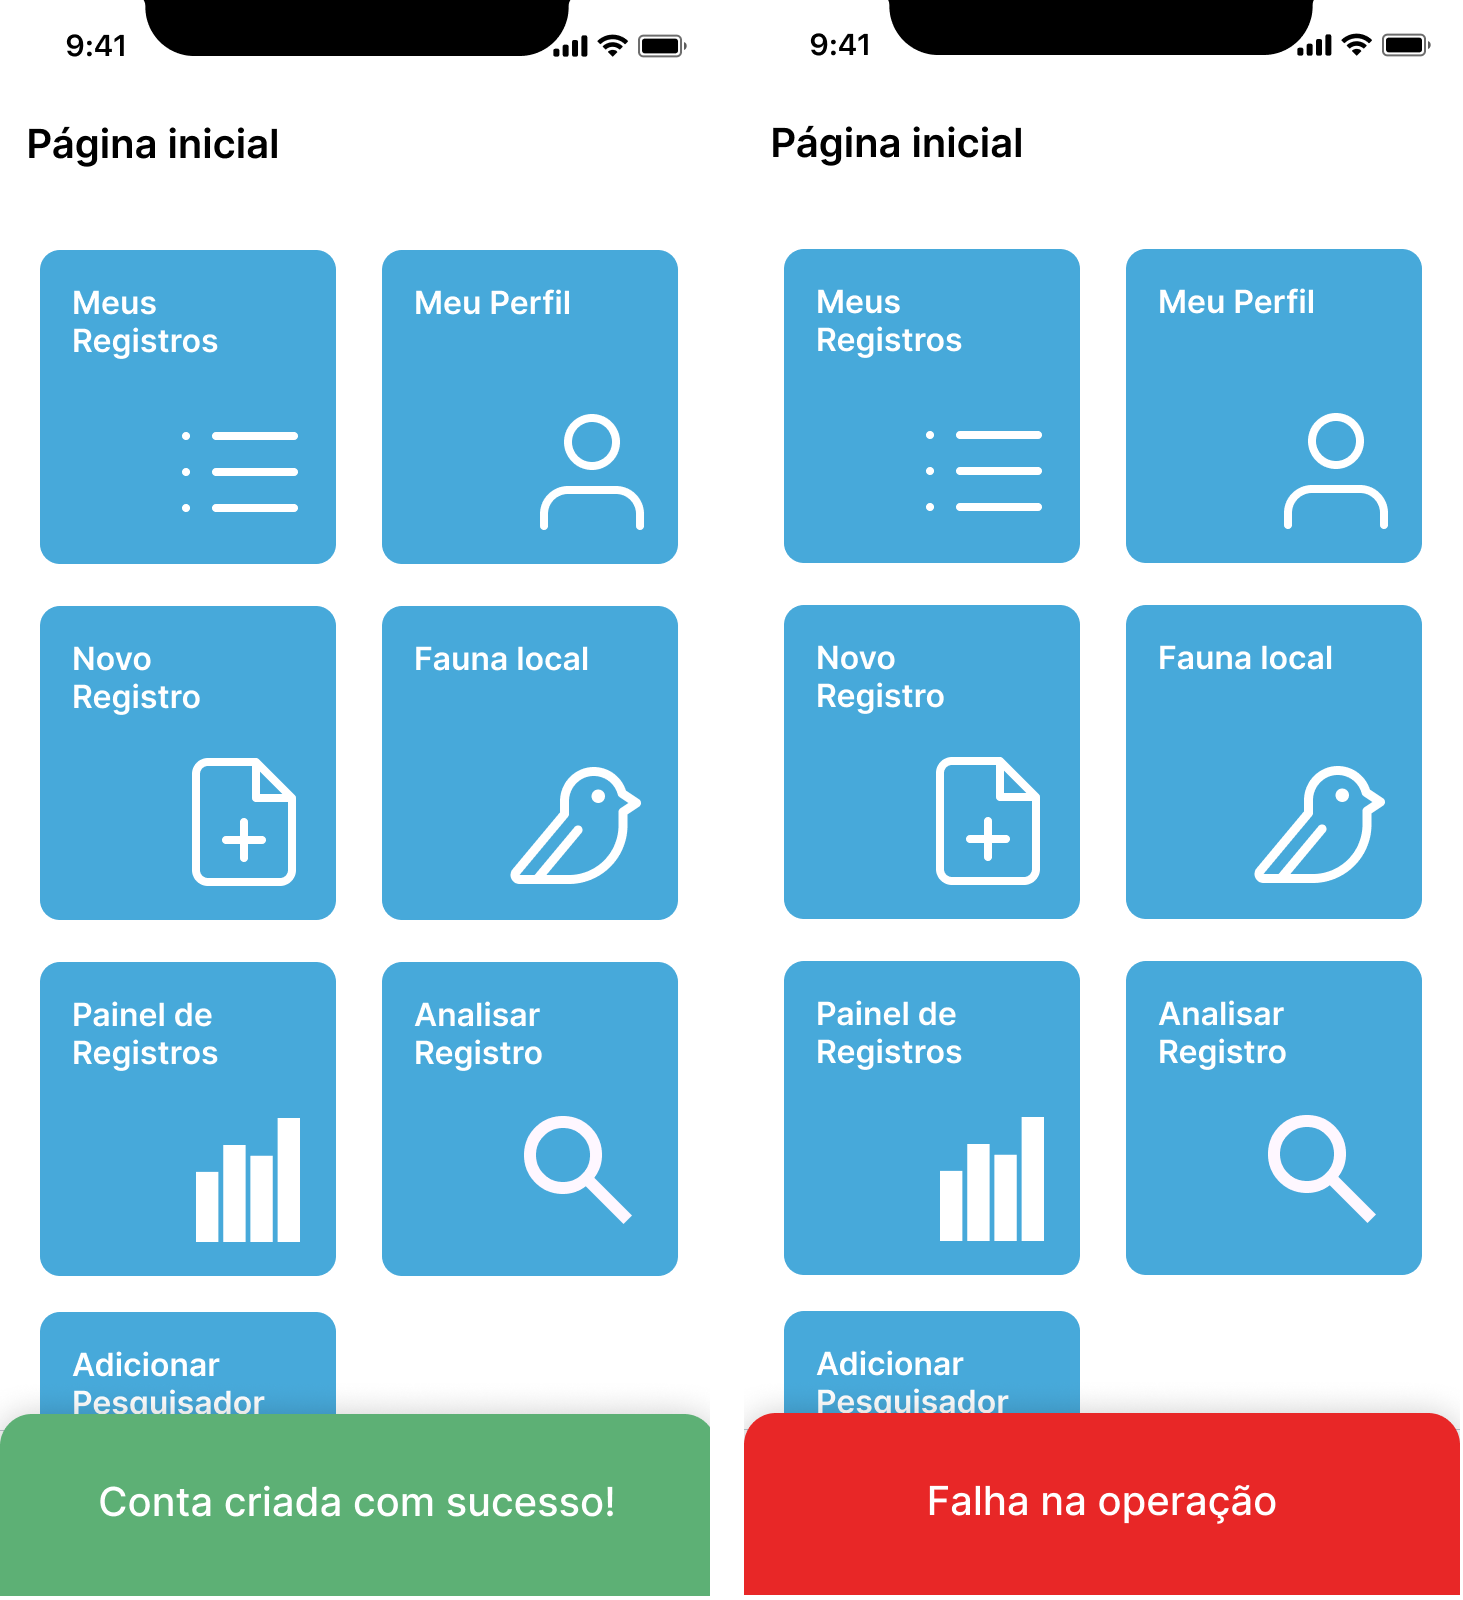 9:41
Página inicial
Meus
Registros
Meu Perfil
Novo
Registro
Fauna local
Painel de
Registros
Analisar
Registro
Adicionar
Pesquisador
Conta criada com sucesso!
9:41
Página inicial
Meus
Registros
Meu Perfil
Novo
Registro
Fauna local
Painel de
Registros
Analisar
Registro
Adicionar
Pesquisador
Falha na operação